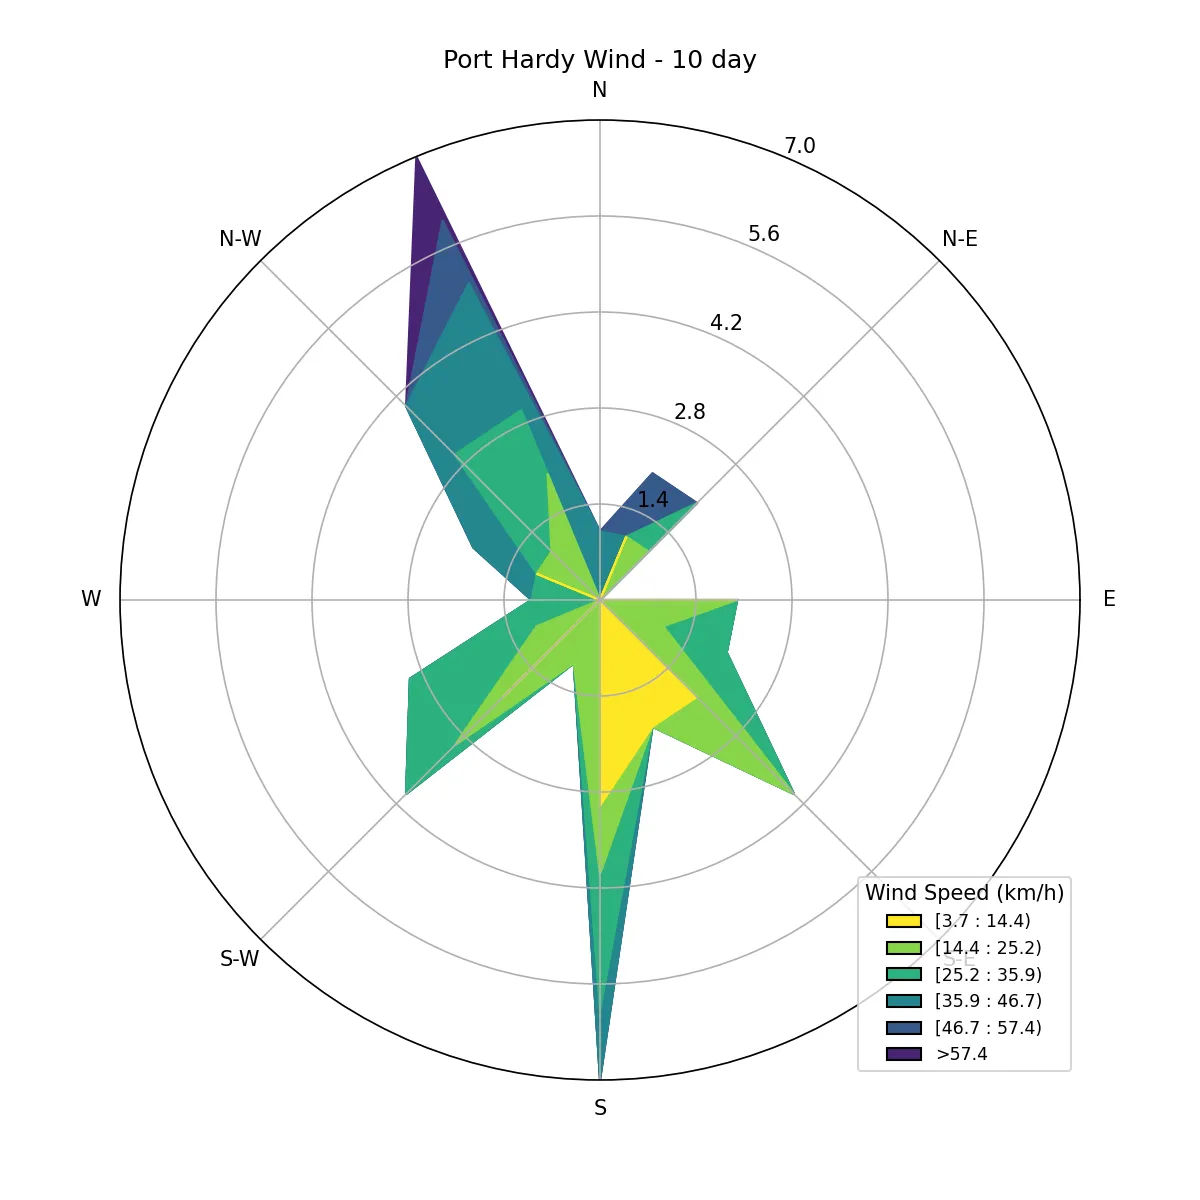 Port Hardy Wind - 10 day
N
7.0
N-W
5.6
N-E
4.2
2.8
1.4
W
E
Wind Speed (km/h)
[3.7 : 14.4)
[14.4 : 25.2)
S-W
S-E
[25.2 : 35.9)
[35.9 : 46.7)
[46.7 : 57.4)
>57.4
S